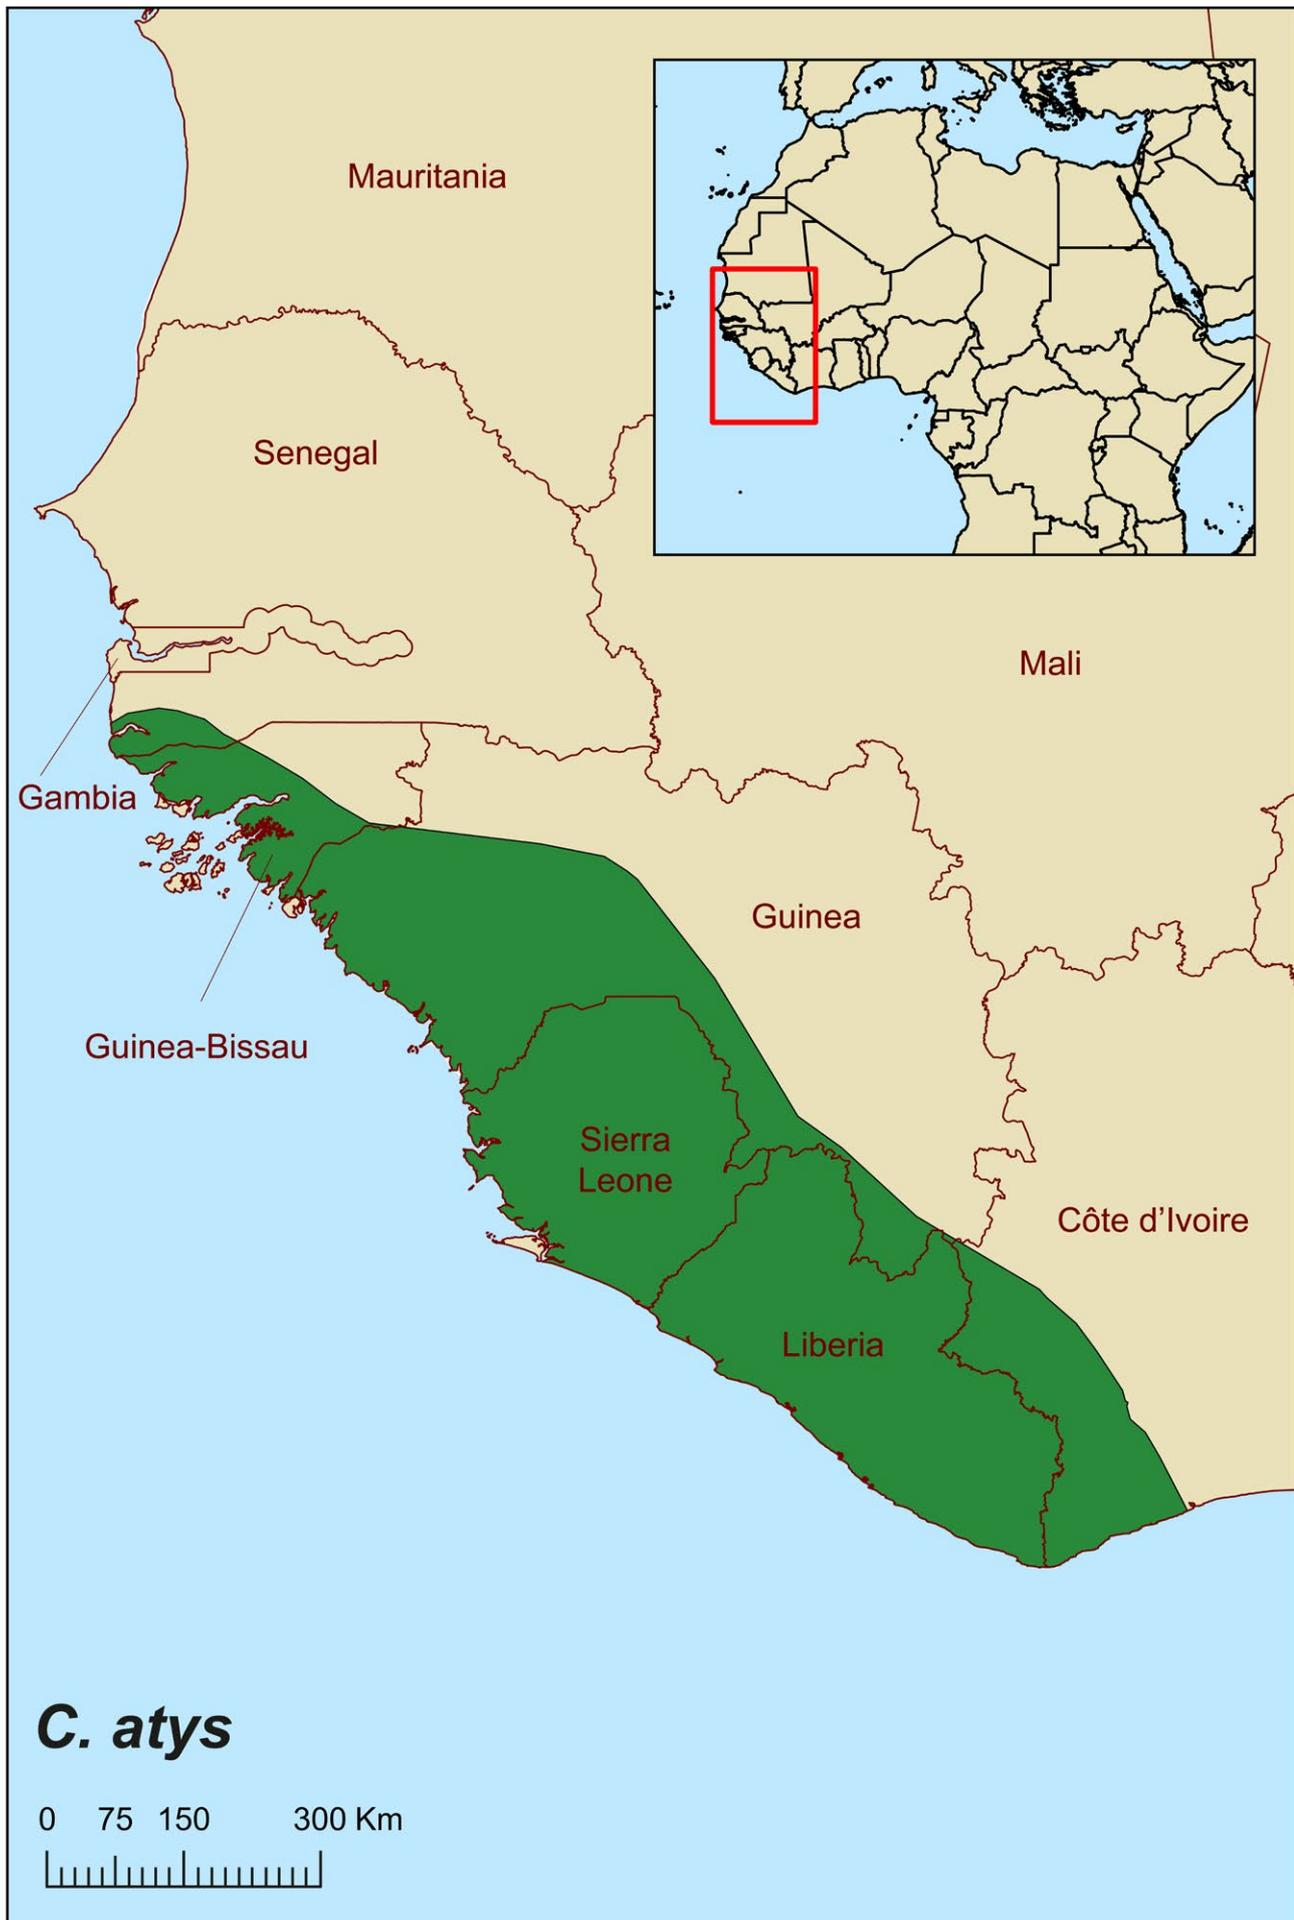 Mauritania
Senegal
Mali
Gambia
Guinea
Guinea-Bissau
Sierra
Leone
Côte d’Ivoire
Liberia
C. atys
0 75 150 300 Km